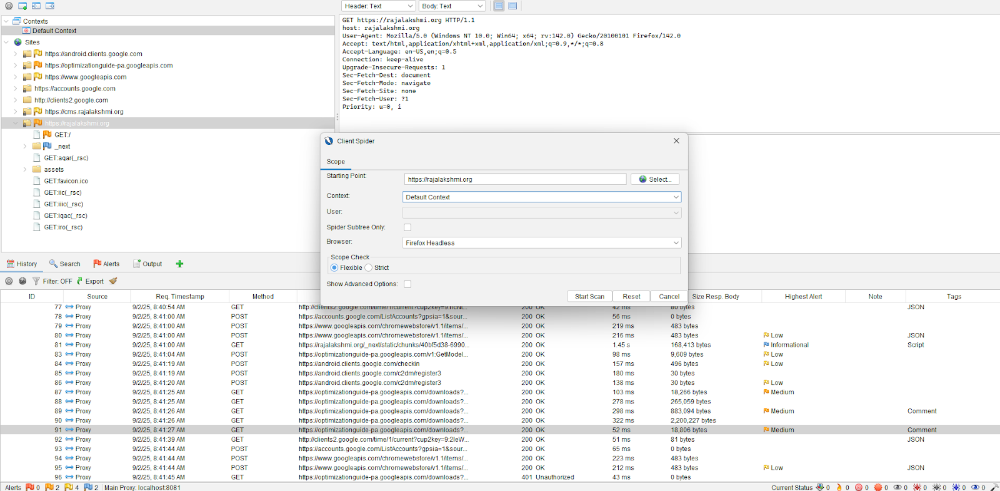 Header: Text
Body: Text
Contexts
Default Context
Sites
https://android.clients.google.com
https://optimizationguide-pa.googleapis.com
https://www.googleapis.com
https://accounts.google.com
http://clients2.google.com
https://cms.rajalakshmi.org
https://rajalakshmi.org
GET:/
_next
GET:aqar(_rsc)
assets
GET:favicon.ico
GET:iic(_rsc)
GET:iiic(_rsc)
GET:iqac(_rsc)
GET:iro(_rsc)
GET https://rajalakshmi.org HTTP/1.1
host: rajalakshmi.org
User-Agent: Mozilla/5.0 (Windows NT 10.0; Win64; x64; rv:142.0) Gecko/20100101 Firefox/142.0
Accept: text/html,application/xhtml+xml,application/xml;q=0.9,*/*;q=0.8
Accept-Language: en-US,en;q=0.5
Connection: keep-alive
Upgrade-Insecure-Requests: 1
Sec-Fetch-Dest: document
Sec-Fetch-Mode: navigate
Sec-Fetch-Site: none
Sec-Fetch-User: ?1
Priority: u=0, i
Client Spider
Scope
Starting Point: https://rajalakshmi.org Select...
Context: Default Context
User:
Spider Subtree Only:
Browser: Firefox Headless
Scope Check
Flexible Strict
Show Advanced Options:
Start Scan Reset Cancel
History Search Alerts Output
Filter: OFF Export
ID Source Req. Timestamp Method Size Resp. Body Highest Alert Note Tags
77 Proxy 9/2/25, 8:40:54 AM GET 200 OK 42 ms 80 bytes JSON
78 Proxy 9/2/25, 8:41:00 AM POST https://accounts.google.com/ListAccounts?gpsia=1&sour... 200 OK 56 ms 0 bytes
79 Proxy 9/2/25, 8:41:00 AM POST https://www.googleapis.com/chromewebstore/v1.1/items/... 200 OK 219 ms 483 bytes
80 Proxy 9/2/25, 8:41:00 AM POST https://www.googleapis.com/chromewebstore/v1.1/items/... 200 OK 216 ms 483 bytes Low JSON
81 Proxy 9/2/25, 8:41:00 AM GET https://rajalakshmi.org/_next/static/chunks/40bf5d38-6990... 200 OK 1.45 s 168,413 bytes Informational Script
83 Proxy 9/2/25, 8:41:04 AM POST https://optimizationguide-pa.googleapis.com/v1:GetModel... 200 OK 98 ms 9,609 bytes Low
84 Proxy 9/2/25, 8:41:19 AM POST https://android.clients.google.com/checkin 200 OK 157 ms 496 bytes Low
85 Proxy 9/2/25, 8:41:19 AM POST https://android.clients.google.com/c2dm/register3 200 OK 180 ms 30 bytes
86 Proxy 9/2/25, 8:41:20 AM POST https://android.clients.google.com/c2dm/register3 200 OK 138 ms 30 bytes Low
87 Proxy 9/2/25, 8:41:25 AM GET https://optimizationguide-pa.googleapis.com/downloads?... 200 OK 103 ms 18,266 bytes Medium
88 Proxy 9/2/25, 8:41:25 AM GET https://optimizationguide-pa.googleapis.com/downloads?... 200 OK 278 ms 265,059 bytes
89 Proxy 9/2/25, 8:41:26 AM GET https://optimizationguide-pa.googleapis.com/downloads?... 200 OK 298 ms 883,094 bytes Medium Comment
90 Proxy 9/2/25, 8:41:26 AM GET https://optimizationguide-pa.googleapis.com/downloads?... 200 OK 322 ms 2,200,227 bytes
91 Proxy 9/2/25, 8:41:27 AM GET https://optimizationguide-pa.googleapis.com/downloads?... 200 OK 52 ms 18,806 bytes Medium Comment
92 Proxy 9/2/25, 8:41:39 AM GET http://clients2.google.com/time/1/current?cup2key=9:2IeW... 200 OK 51 ms 81 bytes JSON
93 Proxy 9/2/25, 8:41:44 AM POST https://accounts.google.com/ListAccounts?gpsia=1&sour... 200 OK 65 ms 0 bytes
94 Proxy 9/2/25, 8:41:44 AM POST https://www.googleapis.com/chromewebstore/v1.1/items/... 200 OK 223 ms 483 bytes
95 Proxy 9/2/25, 8:41:44 AM POST https://www.googleapis.com/chromewebstore/v1.1/items/... 200 OK 212 ms 483 bytes Low JSON
96 Proxy 9/2/25, 8:41:45 AM GET https://optimizationguide-pa.googleapis.com/downloads?... 401 Unauthorized 43 ms 0 bytes
Alerts 0 2 4 2 Main Proxy: localhost:8081 Current Status 0 0 0 0 0 0 0 0 0